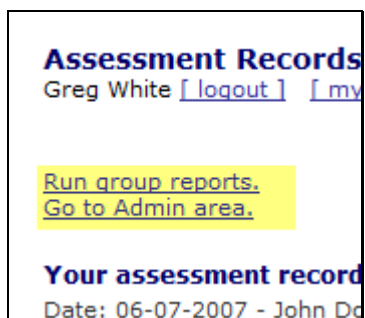 Assessment Records
Greg White [ logout ] [ my
Run group reports.
Go to Admin area.
Your assessment record
Date: 06-07-2007 - John Do